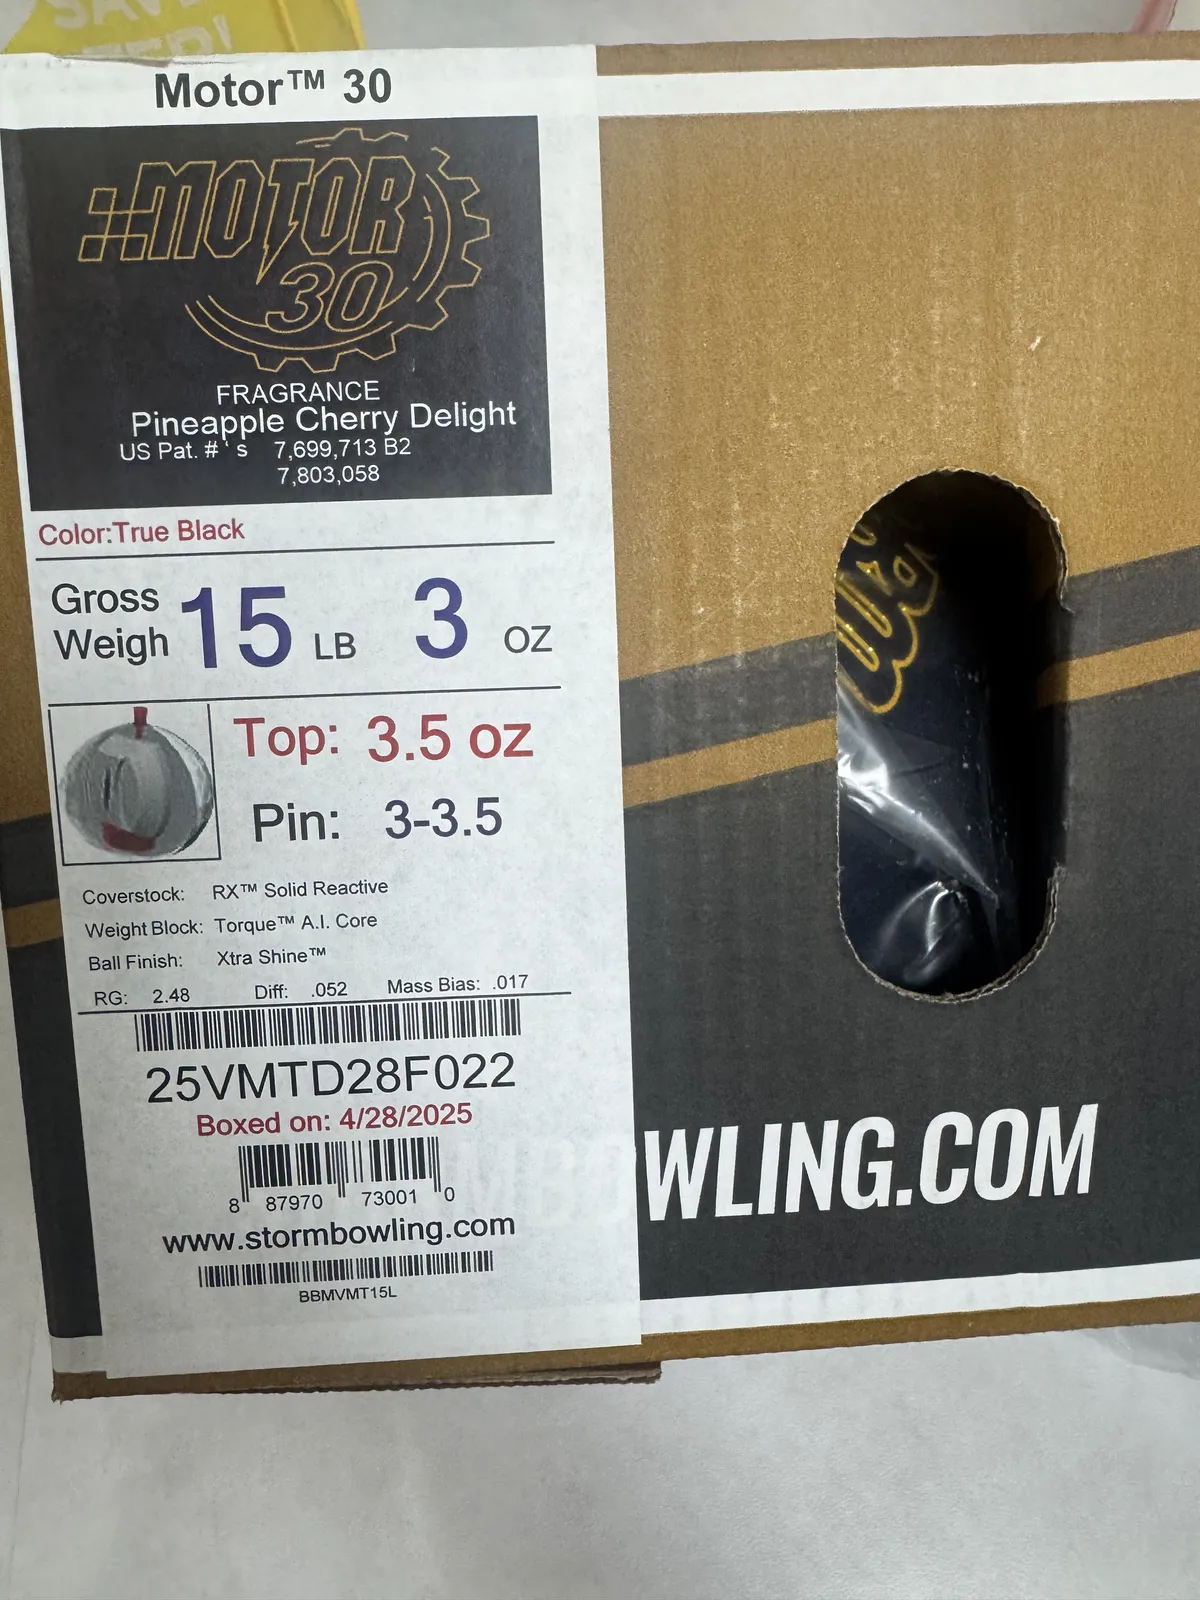 SAV
TER!
Motor™ 30
MOTOR
30
FRAGRANCE
Pineapple Cherry Delight
US Pat. #'s 7,699,713 B2
7,803,058
Color:True Black
Gross
Weigh 15 LB 3 OZ
Top: 3.5 oz
Pin: 3-3.5
Coverstock: RX™ Solid Reactive
Weight Block: Torque™ A.I. Core
Ball Finish: Xtra Shine™
RG: 2.48 Diff: .052 Mass Bias: .017
25VMTD28F022
Boxed on: 4/28/2025
8 87970 73001 0
www.stormbowling.com
BBMVMT15L
MBOWLING.COM